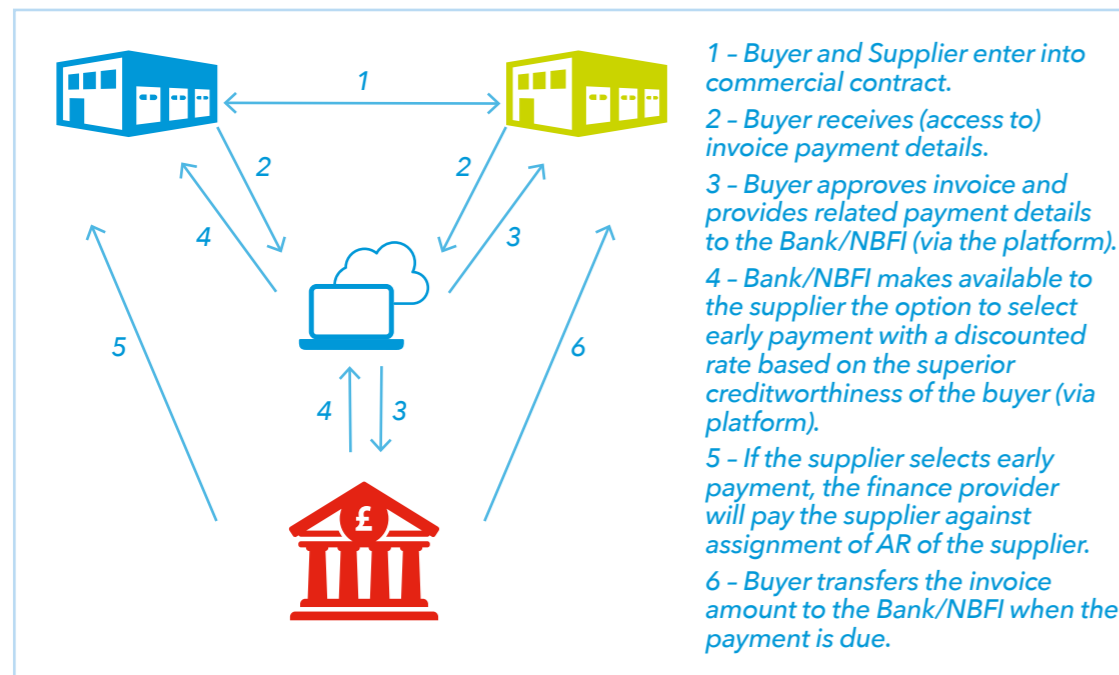 1
2
2
4
3
5
6
4
3
£
1 – Buyer and Supplier enter into
commercial contract.
2 – Buyer receives (access to)
invoice payment details.
3 – Buyer approves invoice and
provides related payment details
to the Bank/NBFI (via the platform).
4 – Bank/NBFI makes available to
the supplier the option to select
early payment with a discounted
rate based on the superior
creditworthiness of the buyer (via
platform).
5 – If the supplier selects early
payment, the finance provider
will pay the supplier against
assignment of AR of the supplier.
6 – Buyer transfers the invoice
amount to the Bank/NBFI when the
payment is due.